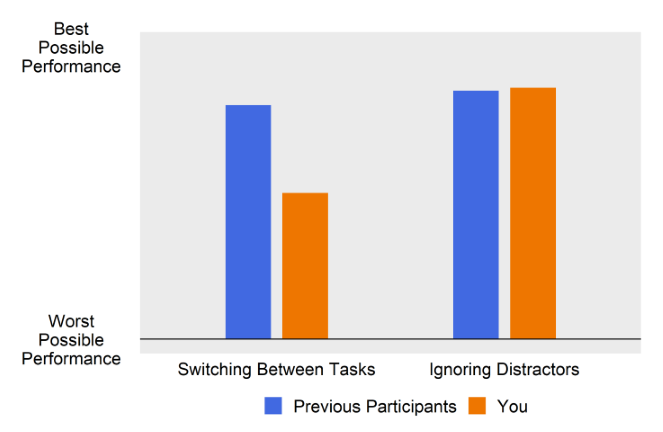 Best
Possible
Performance
Worst
Possible
Performance
Switching Between Tasks
Ignoring Distractors
Previous Participants
You